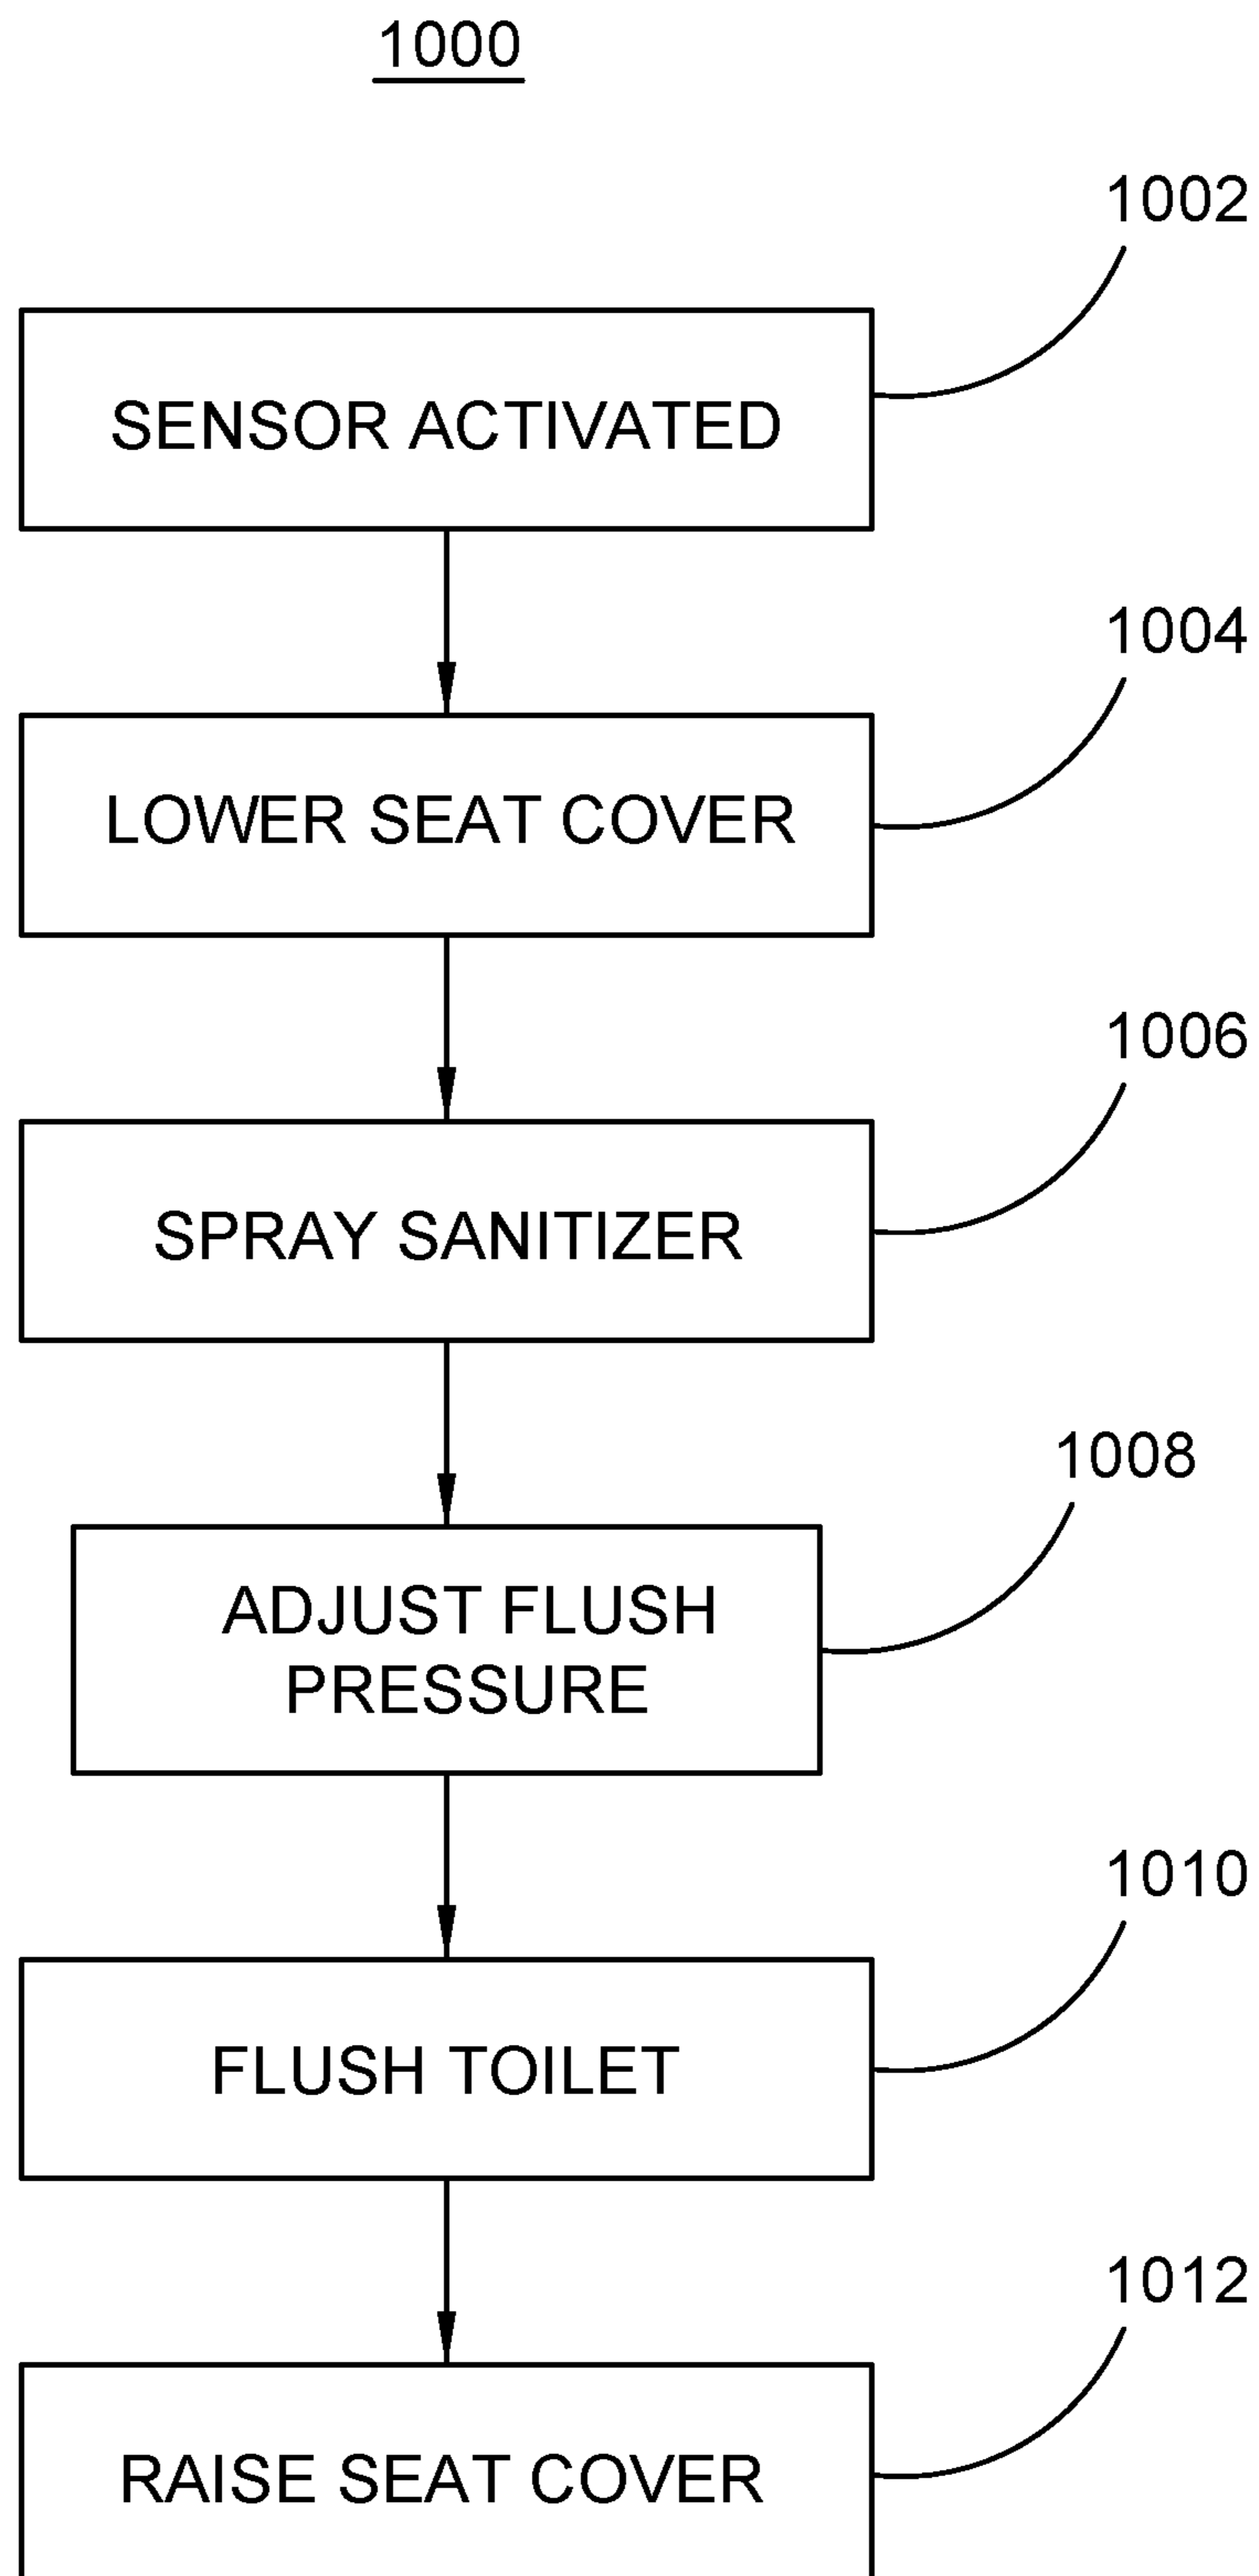 1000
1002
SENSOR ACTIVATED
1004
LOWER SEAT COVER
1006
SPRAY SANITIZER
1008
ADJUST FLUSH
PRESSURE
1010
FLUSH TOILET
1012
RAISE SEAT COVER